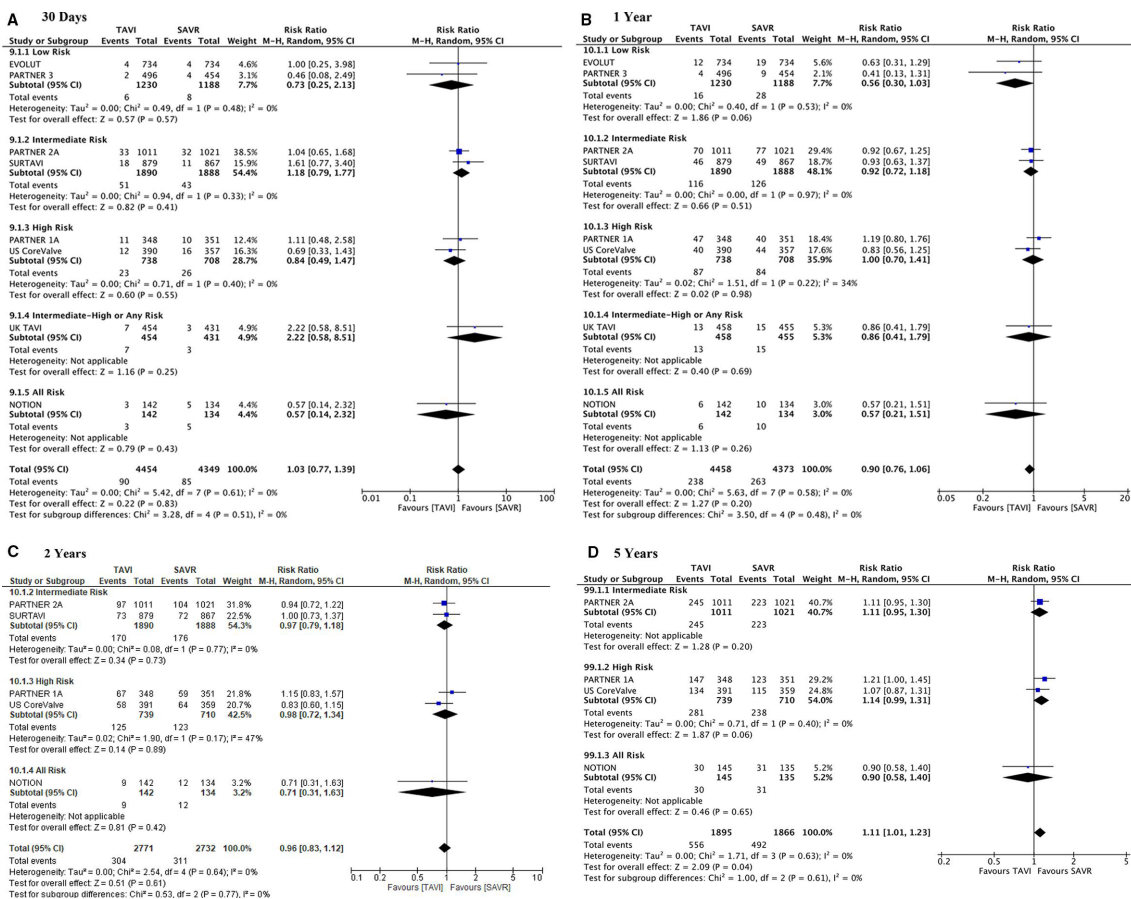 A 30 Days
TAVI SAVR Risk Ratio Risk Ratio
Study or Subgroup Events Total Events Total Weight M-H, Random, 95% CI M-H, Random, 95% CI
9.1.1 Low Risk
EVOLUT 4 734 4 734 4.6% 1.00 [0.25, 3.98]
PARTNER 3 2 496 4 454 3.1% 0.46 [0.08, 2.49]
Subtotal (95% CI) 1230 1188 7.7% 0.73 [0.25, 2.13]
Total events 6 8
Heterogeneity: Tau² = 0.00; Chi² = 0.49, df = 1 (P = 0.48); I² = 0%
Test for overall effect: Z = 0.57 (P = 0.57)
9.1.2 Intermediate Risk
PARTNER 2A 33 1011 32 1021 38.5% 1.04 [0.65, 1.68]
SURTAVI 18 879 11 867 15.9% 1.61 [0.77, 3.40]
Subtotal (95% CI) 1890 1888 54.4% 1.18 [0.79, 1.77]
Total events 51 43
Heterogeneity: Tau² = 0.00; Chi² = 0.94, df = 1 (P = 0.33); I² = 0%
Test for overall effect: Z = 0.82 (P = 0.41)
9.1.3 High Risk
PARTNER 1A 11 348 10 351 12.4% 1.11 [0.48, 2.58]
US CoreValve 12 390 16 357 16.3% 0.69 [0.33, 1.43]
Subtotal (95% CI) 738 708 28.7% 0.84 [0.49, 1.47]
Total events 23 26
Heterogeneity: Tau² = 0.00; Chi² = 0.71, df = 1 (P = 0.40); I² = 0%
Test for overall effect: Z = 0.60 (P = 0.55)
9.1.4 Intermediate-High or Any Risk
UK TAVI 7 454 3 431 4.9% 2.22 [0.58, 8.51]
Subtotal (95% CI) 454 431 4.9% 2.22 [0.58, 8.51]
Total events 7 3
Heterogeneity: Not applicable
Test for overall effect: Z = 1.16 (P = 0.25)
9.1.5 All Risk
NOTION 3 142 5 134 4.4% 0.57 [0.14, 2.32]
Subtotal (95% CI) 142 134 4.4% 0.57 [0.14, 2.32]
Total events 3 5
Heterogeneity: Not applicable
Test for overall effect: Z = 0.79 (P = 0.43)
Total (95% CI) 4454 4349 100.0% 1.03 [0.77, 1.39]
Total events 90 85
Heterogeneity: Tau² = 0.00; Chi² = 5.42, df = 7 (P = 0.61); I² = 0%
Test for overall effect: Z = 0.22 (P = 0.83)
Test for subgroup differences: Chi² = 3.28, df = 4 (P = 0.51), I² = 0%
0.01 0.1 1 10 100
Favours [TAVI] Favours [SAVR]
B 1 Year
TAVI SAVR Risk Ratio Risk Ratio
Study or Subgroup Events Total Events Total Weight M-H, Random, 95% CI M-H, Random, 95% CI
10.1.1 Low Risk
EVOLUT 12 734 19 734 5.6% 0.63 [0.31, 1.29]
PARTNER 3 4 496 9 454 2.1% 0.41 [0.13, 1.31]
Subtotal (95% CI) 1230 1188 7.7% 0.56 [0.30, 1.03]
Total events 16 28
Heterogeneity: Tau² = 0.00; Chi² = 0.40, df = 1 (P = 0.53); I² = 0%
Test for overall effect: Z = 1.86 (P = 0.06)
10.1.2 Intermediate Risk
PARTNER 2A 70 1011 77 1021 29.4% 0.92 [0.67, 1.25]
SURTAVI 46 879 49 867 18.7% 0.93 [0.63, 1.37]
Subtotal (95% CI) 1890 1888 48.1% 0.92 [0.72, 1.18]
Total events 116 126
Heterogeneity: Tau² = 0.00; Chi² = 0.00, df = 1 (P = 0.97); I² = 0%
Test for overall effect: Z = 0.66 (P = 0.51)
10.1.3 High Risk
PARTNER 1A 47 348 40 351 18.4% 1.19 [0.80, 1.76]
US CoreValve 40 390 44 357 17.6% 0.83 [0.56, 1.25]
Subtotal (95% CI) 738 708 35.9% 1.00 [0.70, 1.41]
Total events 87 84
Heterogeneity: Tau² = 0.02; Chi² = 1.51, df = 1 (P = 0.22); I² = 34%
Test for overall effect: Z = 0.02 (P = 0.98)
10.1.4 Intermediate-High or Any Risk
UK TAVI 13 458 15 455 5.3% 0.86 [0.41, 1.79]
Subtotal (95% CI) 458 455 5.3% 0.86 [0.41, 1.79]
Total events 13 15
Heterogeneity: Not applicable
Test for overall effect: Z = 0.40 (P = 0.69)
10.1.5 All Risk
NOTION 6 142 10 134 3.0% 0.57 [0.21, 1.51]
Subtotal (95% CI) 142 134 3.0% 0.57 [0.21, 1.51]
Total events 6 10
Heterogeneity: Not applicable
Test for overall effect: Z = 1.13 (P = 0.26)
Total (95% CI) 4458 4373 100.0% 0.90 [0.76, 1.06]
Total events 238 263
Heterogeneity: Tau² = 0.00; Chi² = 5.63, df = 7 (P = 0.58); I² = 0%
Test for overall effect: Z = 1.27 (P = 0.20)
Test for subgroup differences: Chi² = 3.50, df = 4 (P = 0.48), I² = 0%
0.05 0.2 1 5 20
Favours [TAVI] Favours [SAVR]
C 2 Years
TAVI SAVR Risk Ratio Risk Ratio
Study or Subgroup Events Total Events Total Weight M-H, Random, 95% CI M-H, Random, 95% CI
10.1.2 Intermediate Risk
PARTNER 2A 97 1011 104 1021 31.8% 0.94 [0.72, 1.22]
SURTAVI 73 879 72 867 22.5% 1.00 [0.73, 1.37]
Subtotal (95% CI) 1890 1888 54.3% 0.97 [0.79, 1.18]
Total events 170 176
Heterogeneity: Tau² = 0.00; Chi² = 0.08, df = 1 (P = 0.77); I² = 0%
Test for overall effect: Z = 0.34 (P = 0.73)
10.1.3 High Risk
PARTNER 1A 67 348 59 351 21.8% 1.15 [0.83, 1.57]
US CoreValve 58 391 64 359 20.7% 0.83 [0.60, 1.15]
Subtotal (95% CI) 739 710 42.5% 0.98 [0.72, 1.34]
Total events 125 123
Heterogeneity: Tau² = 0.02; Chi² = 1.90, df = 1 (P = 0.17); I² = 47%
Test for overall effect: Z = 0.14 (P = 0.89)
10.1.4 All Risk
NOTION 9 142 12 134 3.2% 0.71 [0.31, 1.63]
Subtotal (95% CI) 142 134 3.2% 0.71 [0.31, 1.63]
Total events 9 12
Heterogeneity: Not applicable
Test for overall effect: Z = 0.81 (P = 0.42)
Total (95% CI) 2771 2732 100.0% 0.96 [0.83, 1.12]
Total events 304 311
Heterogeneity: Tau² = 0.00; Chi² = 2.54, df = 4 (P = 0.64); I² = 0%
Test for overall effect: Z = 0.51 (P = 0.61)
Test for subgroup differences: Chi² = 0.53, df = 2 (P = 0.77), I² = 0%
0.1 0.2 0.5 1 2 5 10
Favours [TAVI] Favours [SAVR]
D 5 Years
TAVI SAVR Risk Ratio Risk Ratio
Study or Subgroup Events Total Events Total Weight M-H, Random, 95% CI M-H, Random, 95% CI
99.1.1 Intermediate Risk
PARTNER 2A 245 1011 223 1021 40.7% 1.11 [0.95, 1.30]
Subtotal (95% CI) 1011 1021 40.7% 1.11 [0.95, 1.30]
Total events 245 223
Heterogeneity: Not applicable
Test for overall effect: Z = 1.28 (P = 0.20)
99.1.2 High Risk
PARTNER 1A 147 348 123 351 29.2% 1.21 [1.00, 1.45]
US CoreValve 134 391 115 359 24.8% 1.07 [0.87, 1.31]
Subtotal (95% CI) 739 710 54.0% 1.14 [0.99, 1.31]
Total events 281 238
Heterogeneity: Tau² = 0.00; Chi² = 0.71, df = 1 (P = 0.40); I² = 0%
Test for overall effect: Z = 1.87 (P = 0.06)
99.1.3 All Risk
NOTION 30 145 31 135 5.2% 0.90 [0.58, 1.40]
Subtotal (95% CI) 145 135 5.2% 0.90 [0.58, 1.40]
Total events 30 31
Heterogeneity: Not applicable
Test for overall effect: Z = 0.46 (P = 0.65)
Total (95% CI) 1895 1866 100.0% 1.11 [1.01, 1.23]
Total events 556 492
Heterogeneity: Tau² = 0.00; Chi² = 1.71, df = 3 (P = 0.63); I² = 0%
Test for overall effect: Z = 2.09 (P = 0.04)
Test for subgroup differences: Chi² = 1.00, df = 2 (P = 0.61), I² = 0%
0.2 0.5 1 2 5
Favours TAVI Favours SAVR